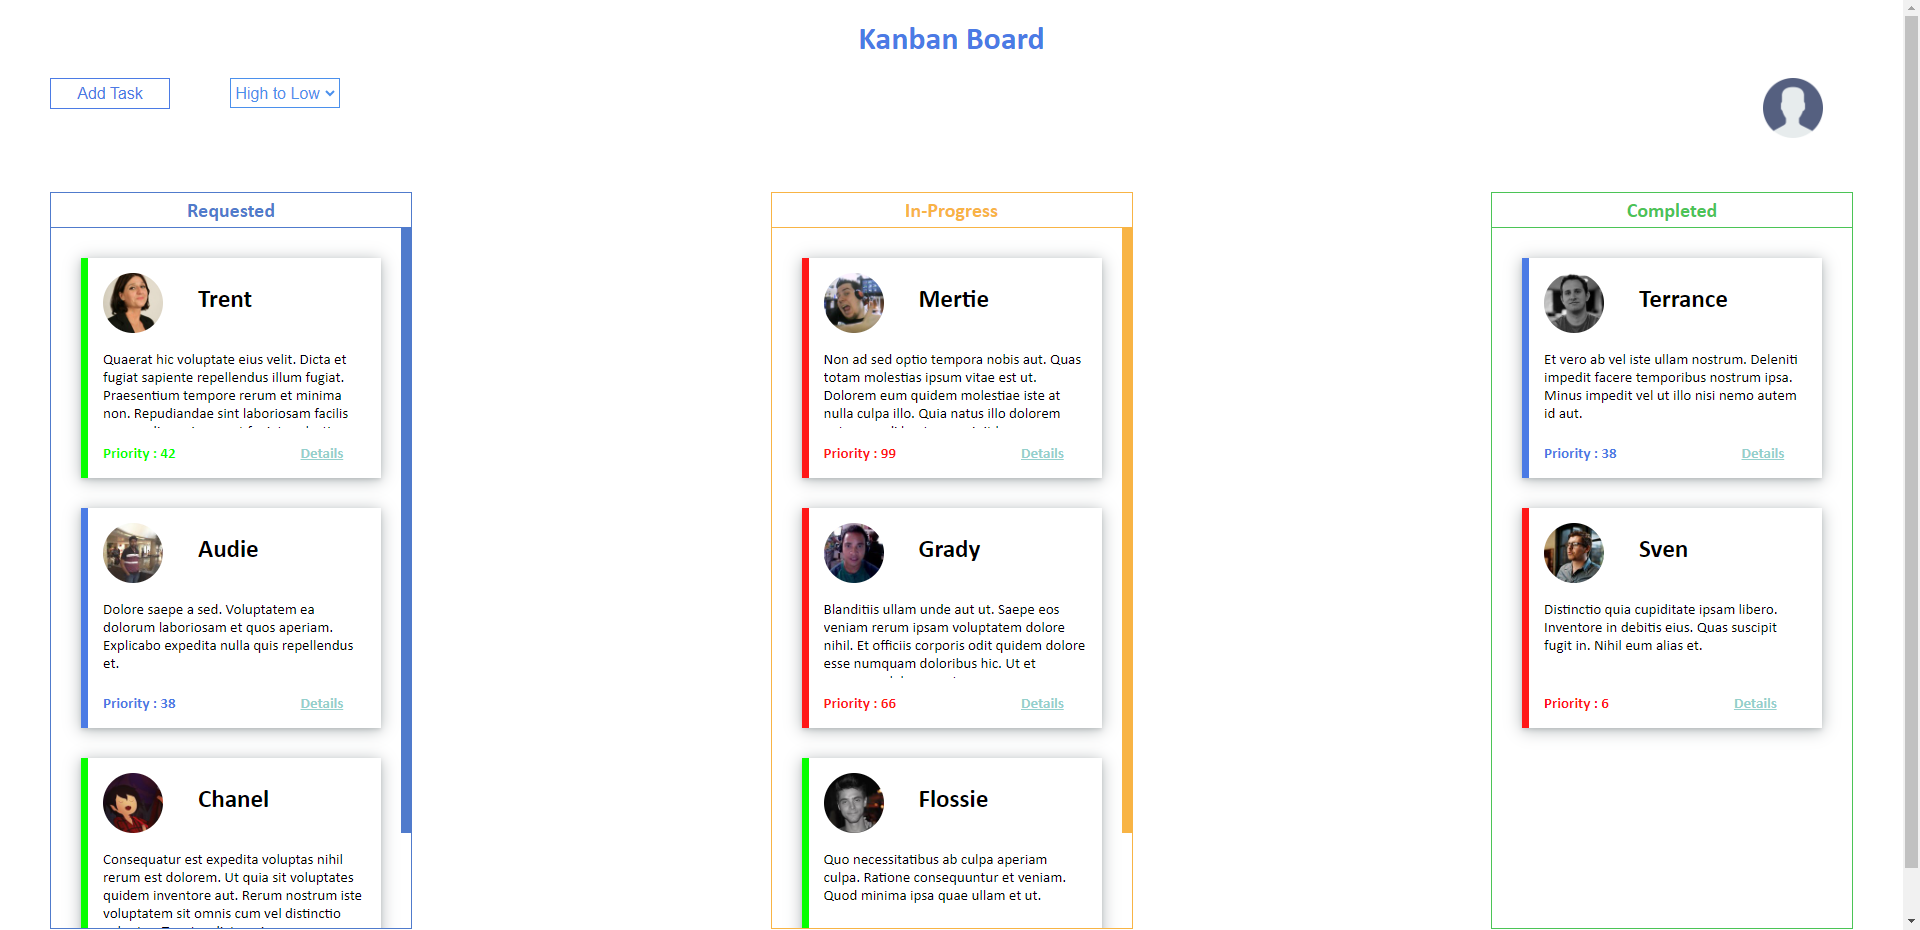 Kanban Board
Add Task
High to Low
Requested
Trent
Quaerat hic voluptate eius velit. Dicta et
fugiat sapiente repellendus illum fugiat.
Praesentium tempore rerum et minima
non. Repudiandae sint laboriosam facilis
Priority : 42
Details
Audie
Dolore saepe a sed. Voluptatem ea
dolorum laboriosam et quos aperiam.
Explicabo expedita nulla quis repellendus
et.
Priority : 38
Details
Chanel
Consequatur est expedita voluptas nihil
rerum est dolorem. Ut quia sit voluptates
quidem inventore aut. Rerum nostrum iste
voluptatem sit omnis cum vel distinctio
In-Progress
Mertie
Non ad sed optio tempora nobis aut. Quas
totam molestias ipsum vitae est ut.
Dolorem eum quidem molestiae iste at
nulla culpa illo. Quia natus illo dolorem
Priority : 99
Details
Grady
Blanditiis ullam unde aut ut. Saepe eos
veniam rerum ipsam voluptatem dolore
nihil. Et officiis corporis odit quidem dolore
esse numquam doloribus hic. Ut et
Priority : 66
Details
Flossie
Quo necessitatibus ab culpa aperiam
culpa. Ratione consequuntur et veniam.
Quod minima ipsa quae ullam et ut.
Completed
Terrance
Et vero ab vel iste ullam nostrum. Deleniti
impedit facere temporibus nostrum ipsa.
Minus impedit vel ut illo nisi nemo autem
id aut.
Priority : 38
Details
Sven
Distinctio quia cupiditate ipsam libero.
Inventore in debitis eius. Quas suscipit
fugit in. Nihil eum alias et.
Priority : 6
Details